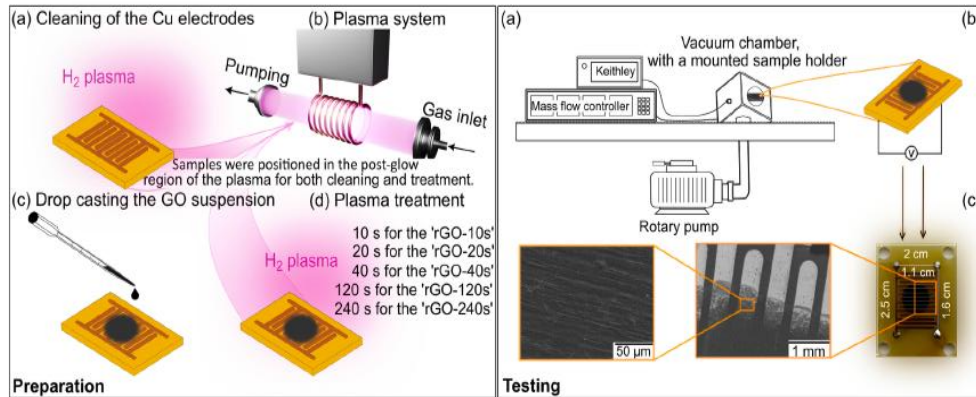 (a) Cleaning of the Cu electrodes
H₂ plasma
(b) Plasma system
Pumping
Gas inlet
Samples were positioned in the post-glow
region of the plasma for both cleaning and treatment.
(c) Drop casting the GO suspension
(d) Plasma treatment
H₂ plasma
10 s for the 'rGO-10s'
20 s for the 'rGO-20s'
40 s for the 'rGO-40s'
120 s for the 'rGO-120s'
240 s for the 'rGO-240s'
Preparation
(a)
(b)
Vacuum chamber,
with a mounted sample holder
Keithley
Mass flow controller
V
Rotary pump
(c)
2 cm
1.1 cm
2.5 cm
1.6 cm
50 µm
1 mm
Testing